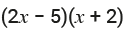 (2x − 5)(x + 2)